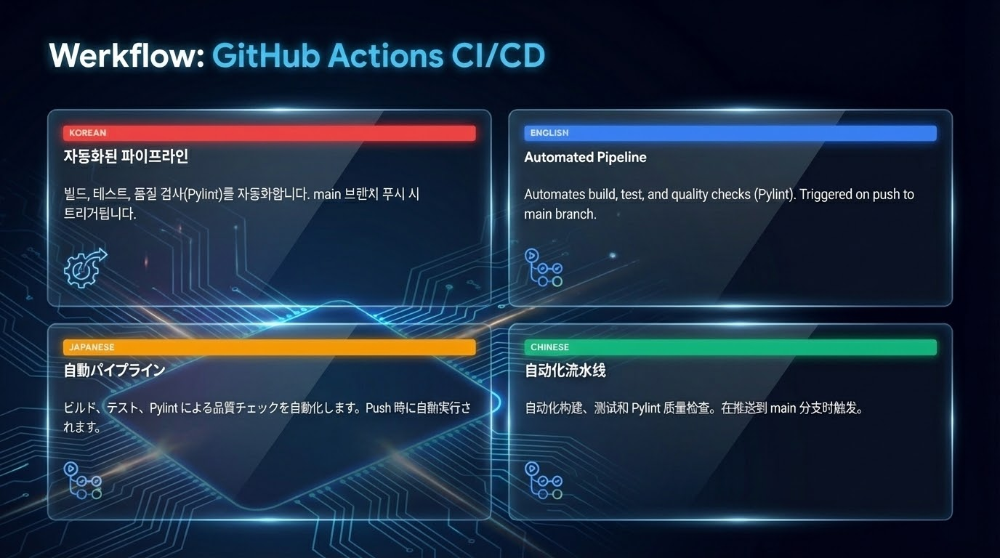 Werkflow: GitHub Actions CI/CD
KOREAN
자동화된 파이프라인
빌드, 테스트, 품질 검사(Pylint)를 자동화합니다. main 브랜치 푸시 시
트리거됩니다.
ENGLISH
Automated Pipeline
Automates build, test, and quality checks (Pylint). Triggered on push to
main branch.
JAPANESE
自動パイプライン
ビルド、テスト、Pylint による品質チェックを自動化します。Push 時に自動実行さ
れます。
CHINESE
自动化流水线
自动化构建、测试和 Pylint 质量检查。在推送到 main 分支时触发。